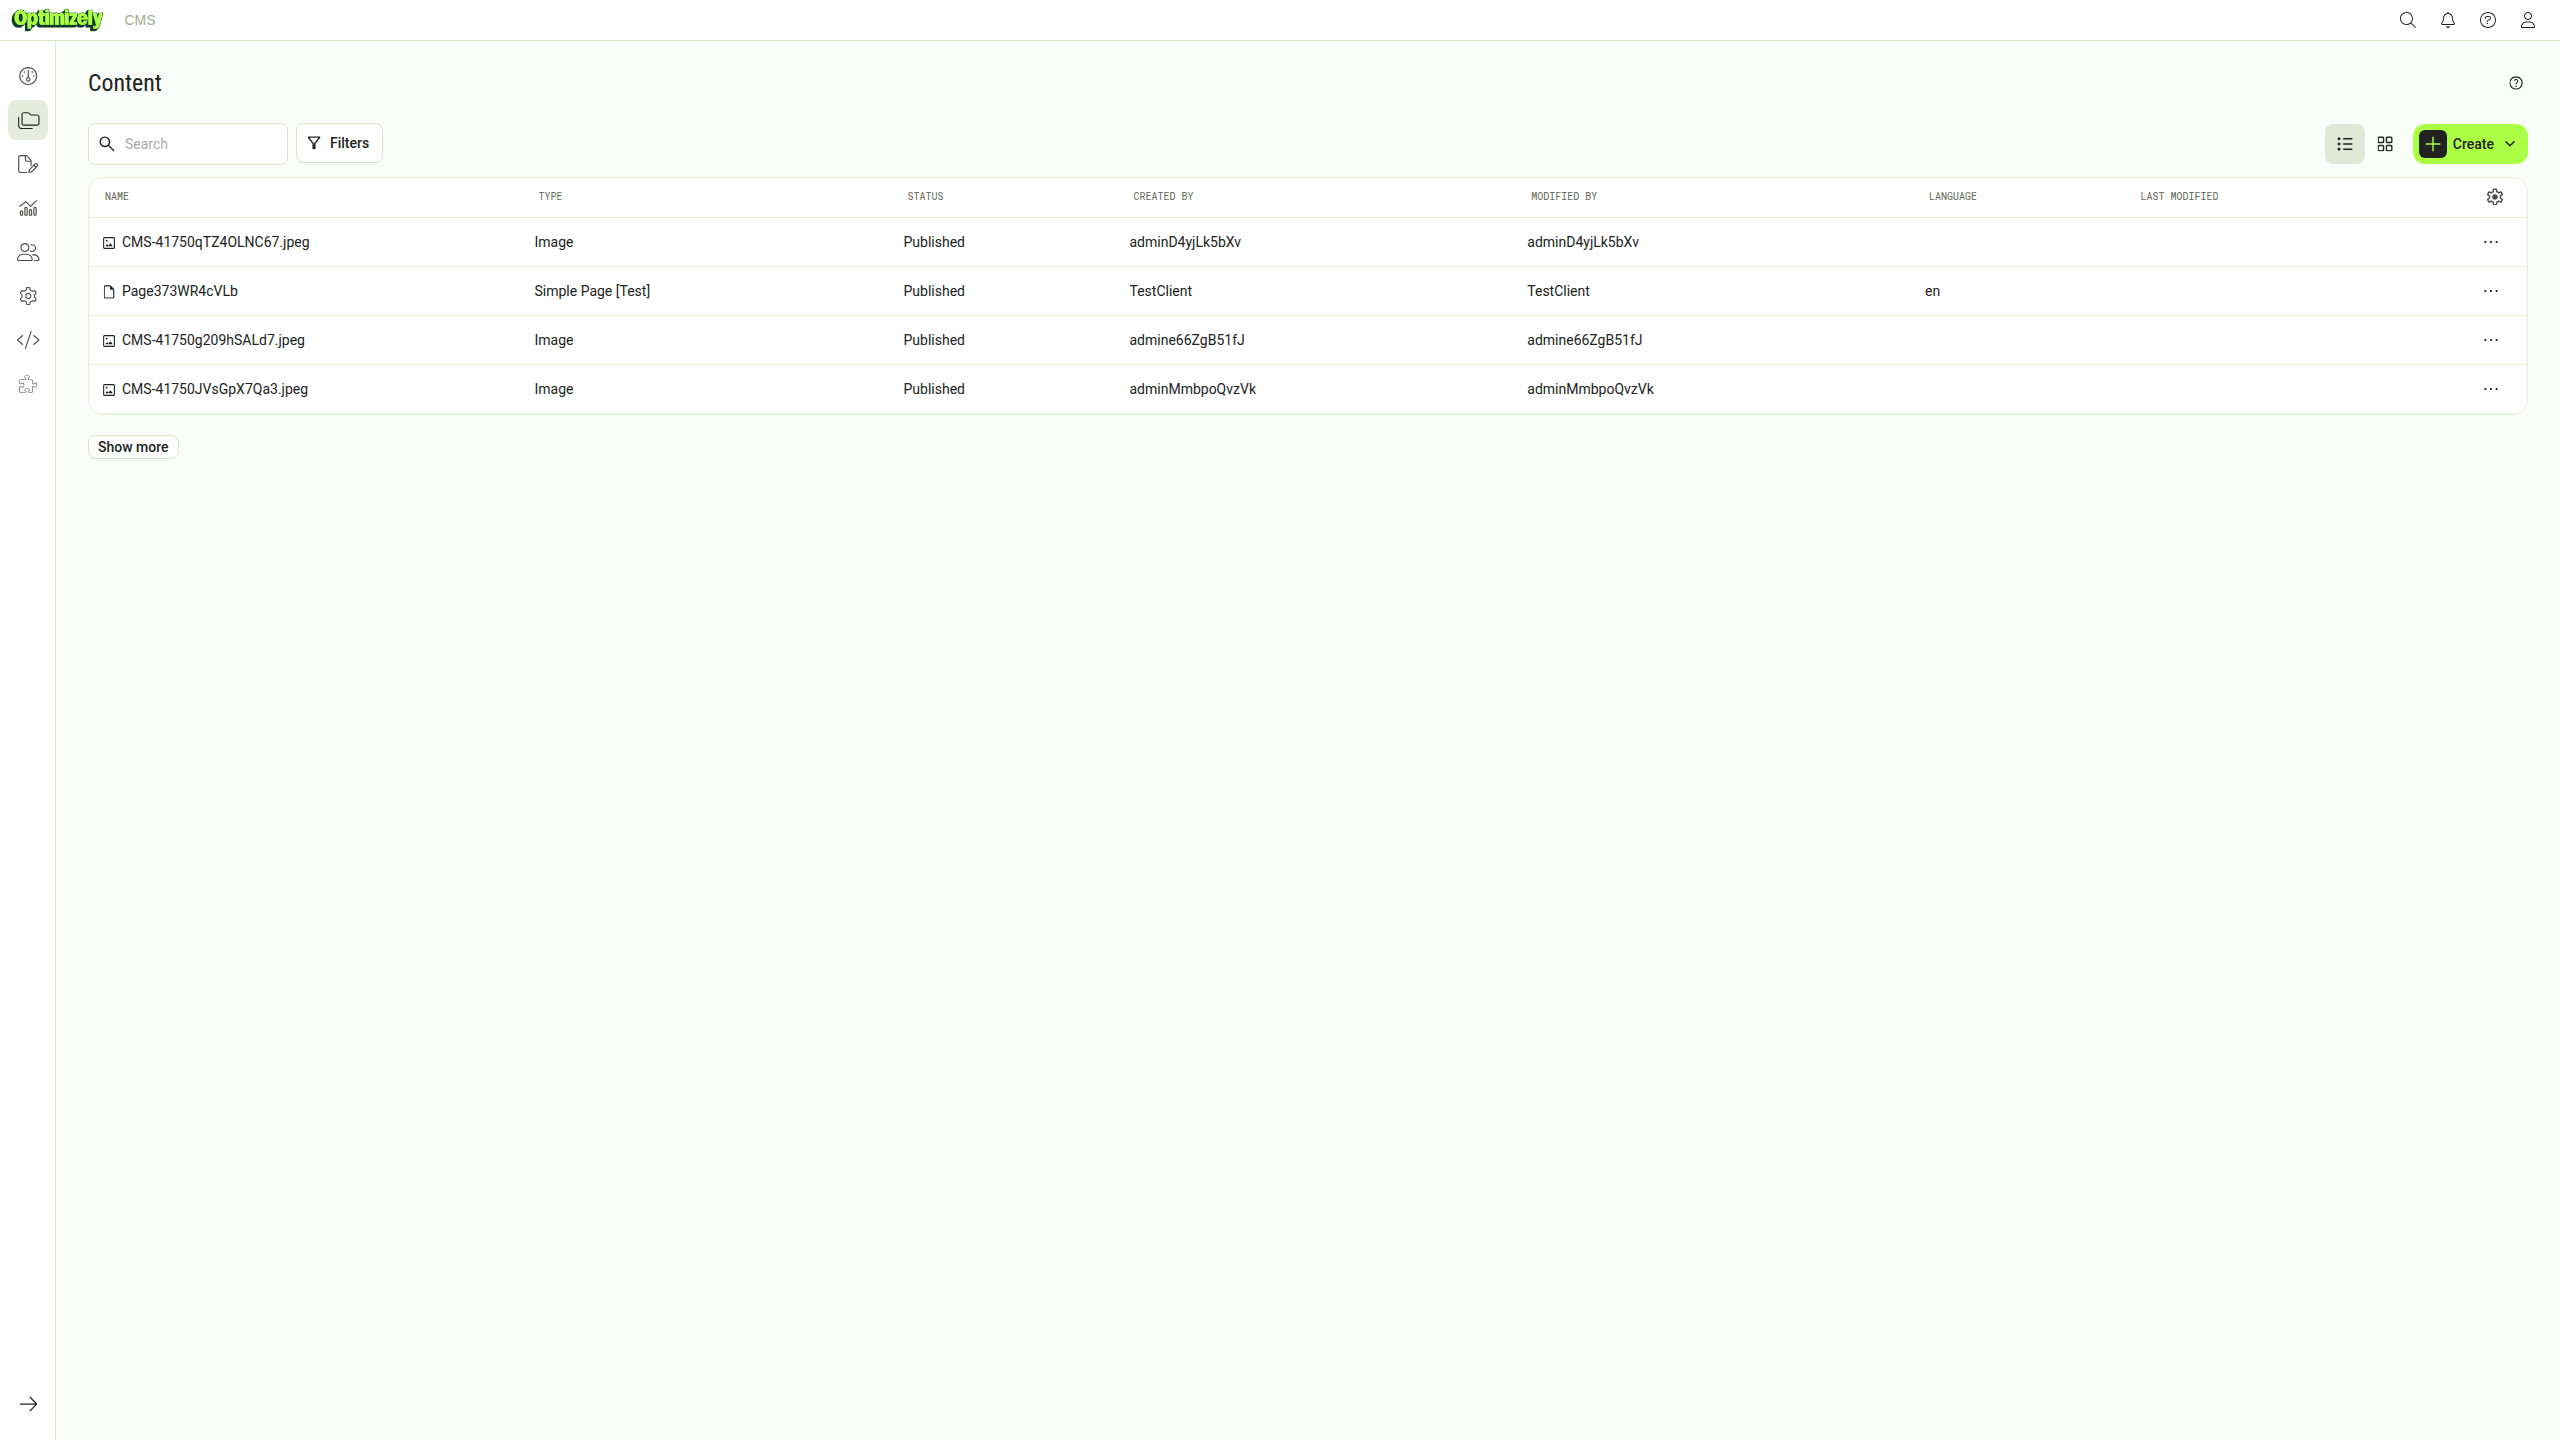 Optimizely CMS
Content
Search Filters Create
NAME TYPE STATUS CREATED BY MODIFIED BY LANGUAGE LAST MODIFIED
CMS-41750qTZ4OLNC67.jpeg Image Published adminD4yjLk5bXv adminD4yjLk5bXv
Page373WR4cVLb Simple Page [Test] Published TestClient TestClient en
CMS-41750g209hSALd7.jpeg Image Published admine66ZgB51fJ admine66ZgB51fJ
CMS-41750JVsGpX7Qa3.jpeg Image Published adminMmbpoQvzVk adminMmbpoQvzVk
Show more